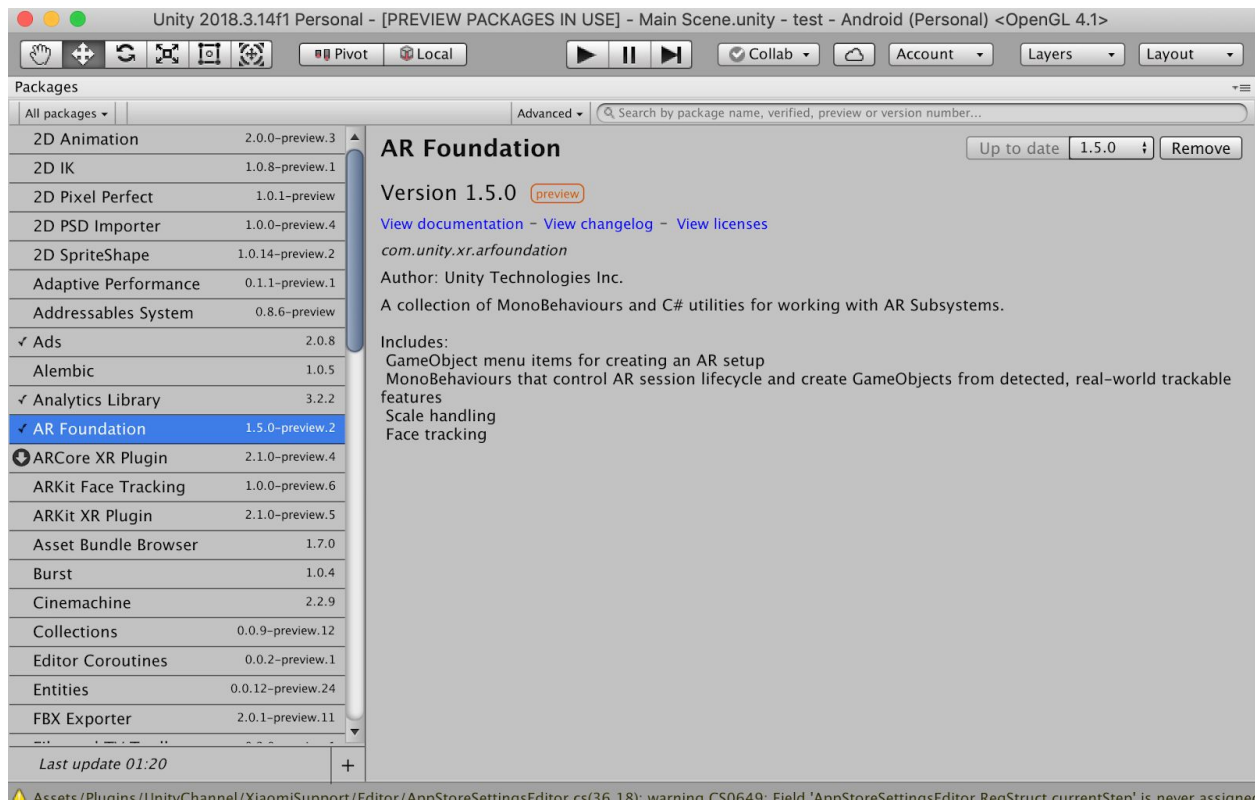 Unity 2018.3.14f1 Personal - [PREVIEW PACKAGES IN USE] - Main Scene.unity - test - Android (Personal) <OpenGL 4.1>
Pivot Local Collab Account Layers Layout
Packages
All packages Advanced Search by package name, verified, preview or version number...
2D Animation 2.0.0-preview.3
2D IK 1.0.8-preview.1
2D Pixel Perfect 1.0.1-preview
2D PSD Importer 1.0.0-preview.4
2D SpriteShape 1.0.14-preview.2
Adaptive Performance 0.1.1-preview.1
Addressables System 0.8.6-preview
✓ Ads 2.0.8
Alembic 1.0.5
✓ Analytics Library 3.2.2
✓ AR Foundation 1.5.0-preview.2
ARCore XR Plugin 2.1.0-preview.4
ARKit Face Tracking 1.0.0-preview.6
ARKit XR Plugin 2.1.0-preview.5
Asset Bundle Browser 1.7.0
Burst 1.0.4
Cinemachine 2.2.9
Collections 0.0.9-preview.12
Editor Coroutines 0.0.2-preview.1
Entities 0.0.12-preview.24
FBX Exporter 2.0.1-preview.11
Last update 01:20 +
AR Foundation Up to date 1.5.0 Remove
Version 1.5.0 preview
View documentation - View changelog - View licenses
com.unity.xr.arfoundation
Author: Unity Technologies Inc.
A collection of MonoBehaviours and C# utilities for working with AR Subsystems.
Includes:
GameObject menu items for creating an AR setup
MonoBehaviours that control AR session lifecycle and create GameObjects from detected, real-world trackable
features
Scale handling
Face tracking
Assets/Plugins/UnityChannel/XiaomiSupport/Editor/AppStoreSettingsEditor.cs(36,18): warning CS0649: Field 'AppStoreSettingsEditor.ReqStruct.currentStep' is never assigne